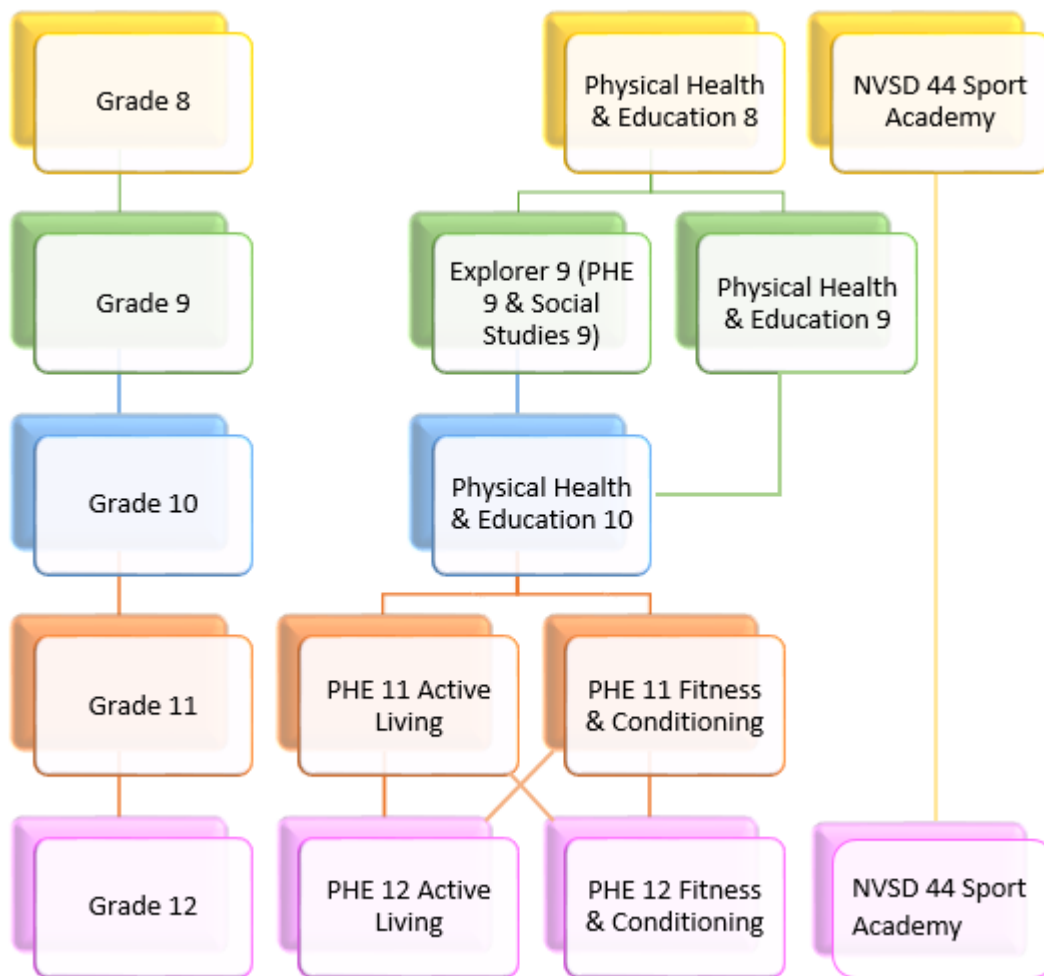 Grade 8
Physical Health
& Education 8
NVSD 44 Sport
Academy
Grade 9
Explorer 9 (PHE
9 & Social
Studies 9)
Physical Health
& Education 9
Grade 10
Physical Health
& Education 10
Grade 11
PHE 11 Active
Living
PHE 11 Fitness
& Conditioning
Grade 12
PHE 12 Active
Living
PHE 12 Fitness
& Conditioning
NVSD 44 Sport
Academy